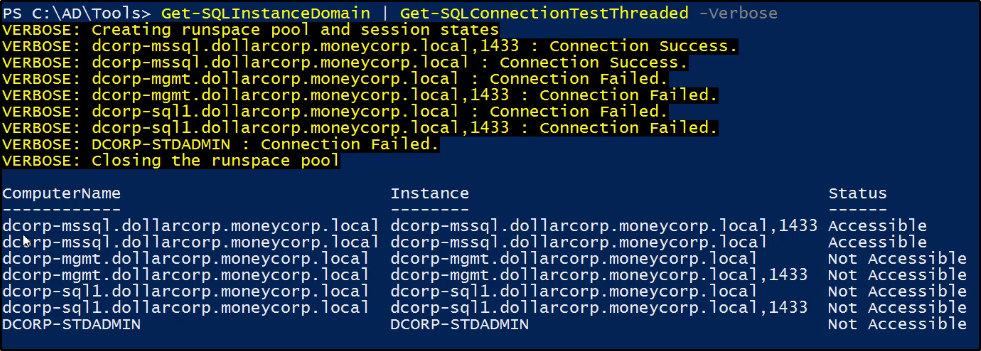 PS C:\AD\Tools> Get-SQLInstanceDomain | Get-SQLConnectionTestThreaded -Verbose
VERBOSE: Creating runspace pool and session states
VERBOSE: dcorp-mssql.dollarcorp.moneycorp.local,1433 : Connection Success.
VERBOSE: dcorp-mssql.dollarcorp.moneycorp.local : Connection Success.
VERBOSE: dcorp-mgmt.dollarcorp.moneycorp.local : Connection Failed.
VERBOSE: dcorp-mgmt.dollarcorp.moneycorp.local,1433 : Connection Failed.
VERBOSE: dcorp-sql1.dollarcorp.moneycorp.local : Connection Failed.
VERBOSE: dcorp-sql1.dollarcorp.moneycorp.local,1433 : Connection Failed.
VERBOSE: DCORP-STDADMIN : Connection Failed.
VERBOSE: Closing the runspace pool
ComputerName Instance Status
------------ -------- ------
dcorp-mssql.dollarcorp.moneycorp.local dcorp-mssql.dollarcorp.moneycorp.local,1433 Accessible
dcorp-mssql.dollarcorp.moneycorp.local dcorp-mssql.dollarcorp.moneycorp.local Accessible
dcorp-mgmt.dollarcorp.moneycorp.local dcorp-mgmt.dollarcorp.moneycorp.local Not Accessible
dcorp-mgmt.dollarcorp.moneycorp.local dcorp-mgmt.dollarcorp.moneycorp.local,1433 Not Accessible
dcorp-sql1.dollarcorp.moneycorp.local dcorp-sql1.dollarcorp.moneycorp.local Not Accessible
dcorp-sql1.dollarcorp.moneycorp.local dcorp-sql1.dollarcorp.moneycorp.local,1433 Not Accessible
DCORP-STDADMIN DCORP-STDADMIN Not Accessible